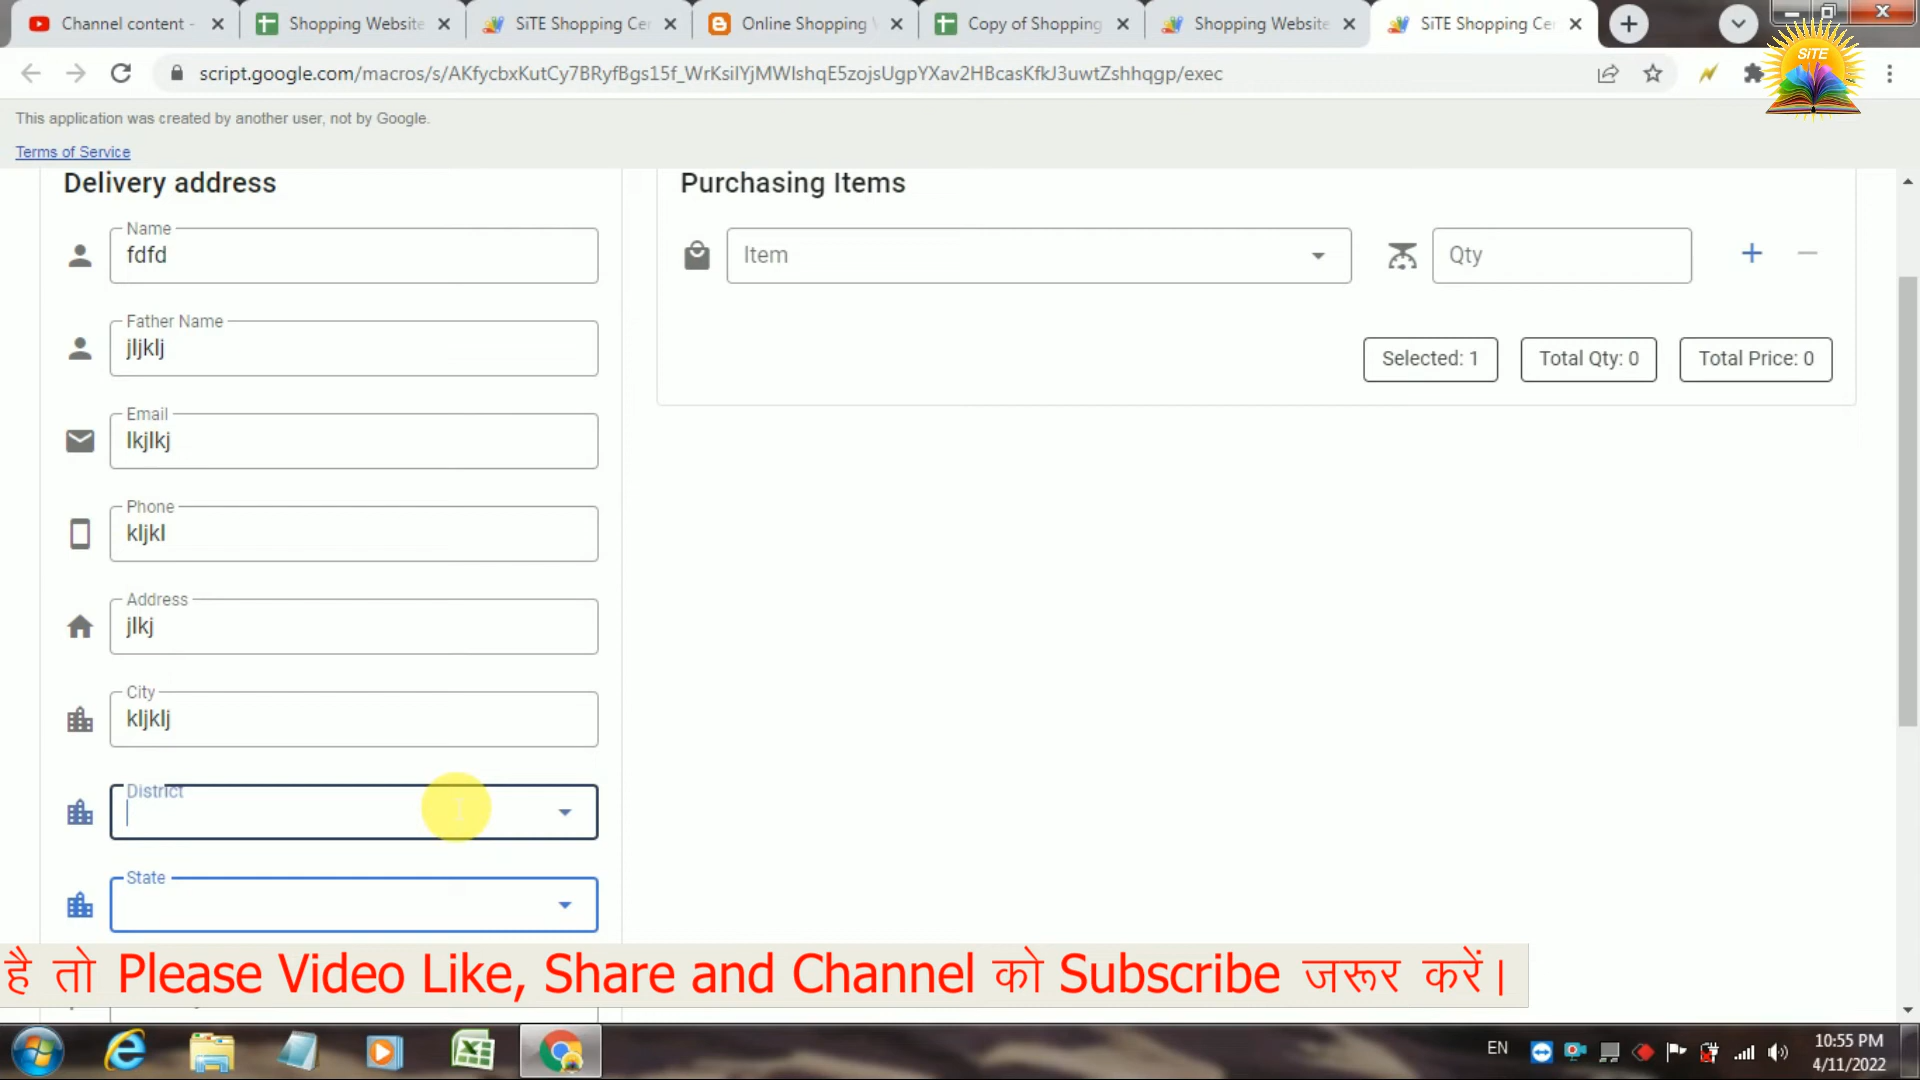 Channel content -
Shopping Website
SiTE Shopping Cer
Online Shopping
Copy of Shopping
Shopping Website
SiTE Shopping Cer
script.google.com/macros/s/AKfycbxKutCy7BRyfBgs15f_WrKsiIYjMWIshqE5zojsUgpYXav2HBcasKfkJ3uwtZshhqgp/exec
SiTE
This application was created by another user, not by Google.
Terms of Service
Delivery address
Name
fdfd
Father Name
jljklj
Email
lkjlkj
Phone
kljkl
Address
jlkj
City
kljklj
District
State
Purchasing Items
Item
Qty
Selected: 1
Total Qty: 0
Total Price: 0
है तो Please Video Like, Share and Channel को Subscribe जरूर करें।
EN
10:55 PM
4/11/2022